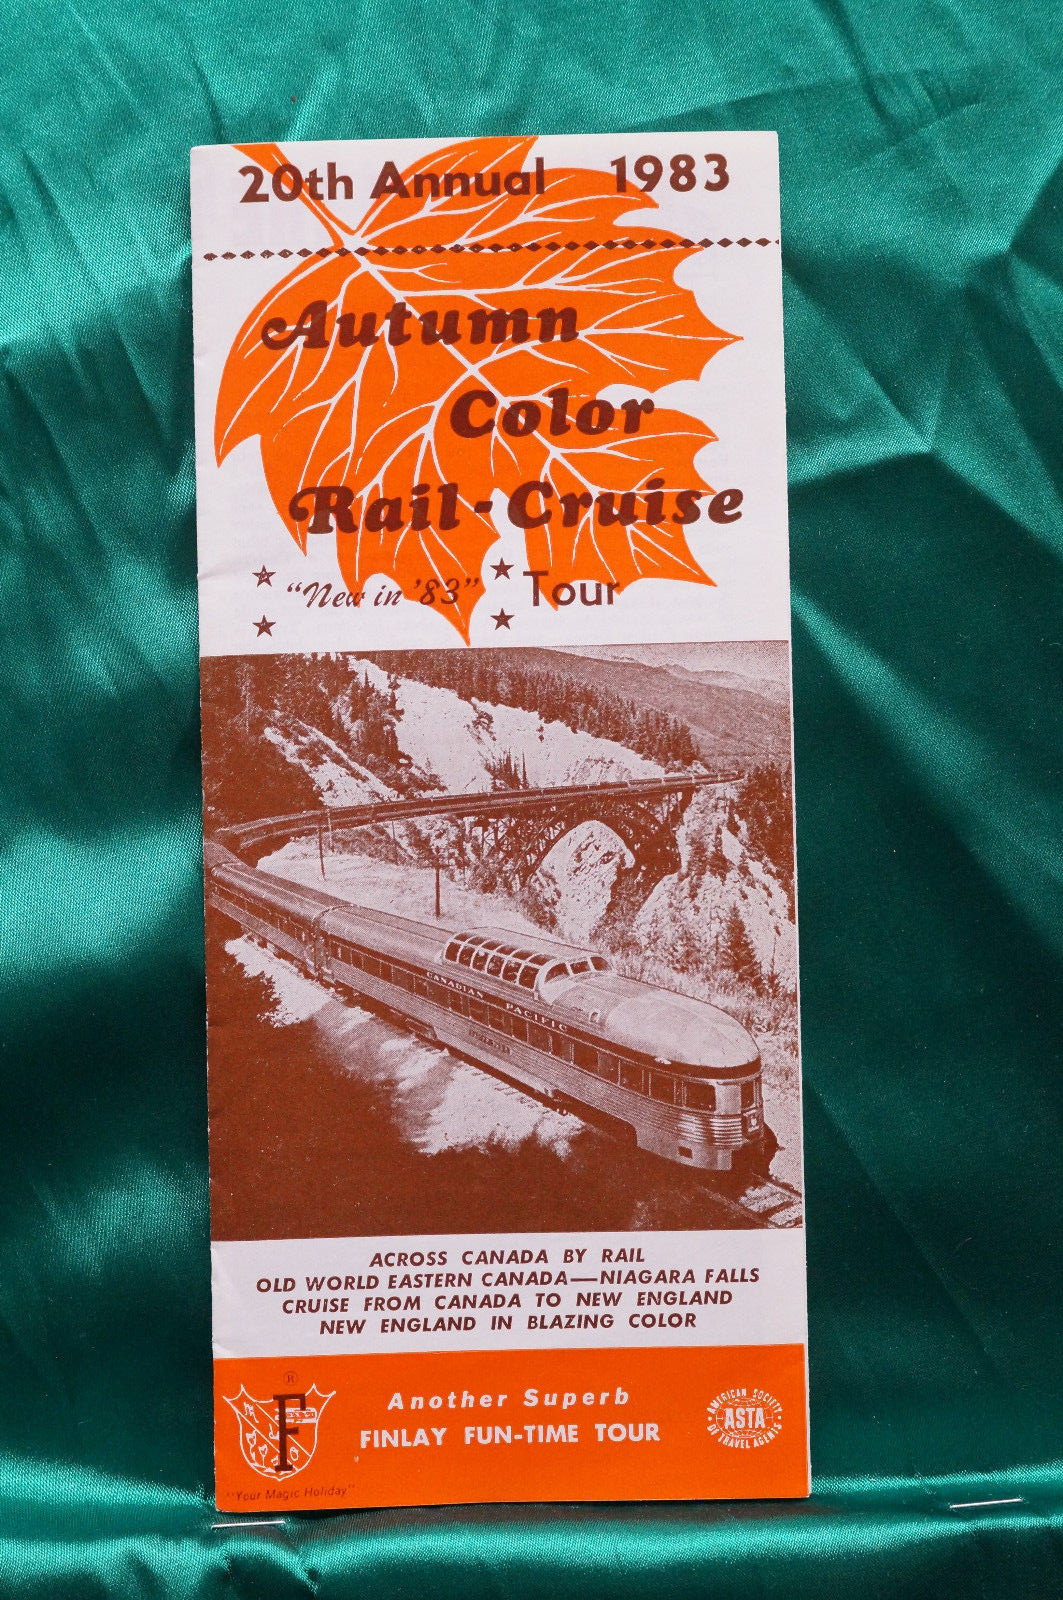 20th Annual 1983
Autumn
Color
Rail-Cruise
"New in '83" Tour
CANADIAN PACIFIC
ACROSS CANADA BY RAIL
OLD WORLD EASTERN CANADA—NIAGARA FALLS
CRUISE FROM CANADA TO NEW ENGLAND
NEW ENGLAND IN BLAZING COLOR
®
F
Another Superb
FINLAY FUN-TIME TOUR
"Your Magic Holiday"
AMERICAN SOCIETY
ASTA
OF TRAVEL AGENTS